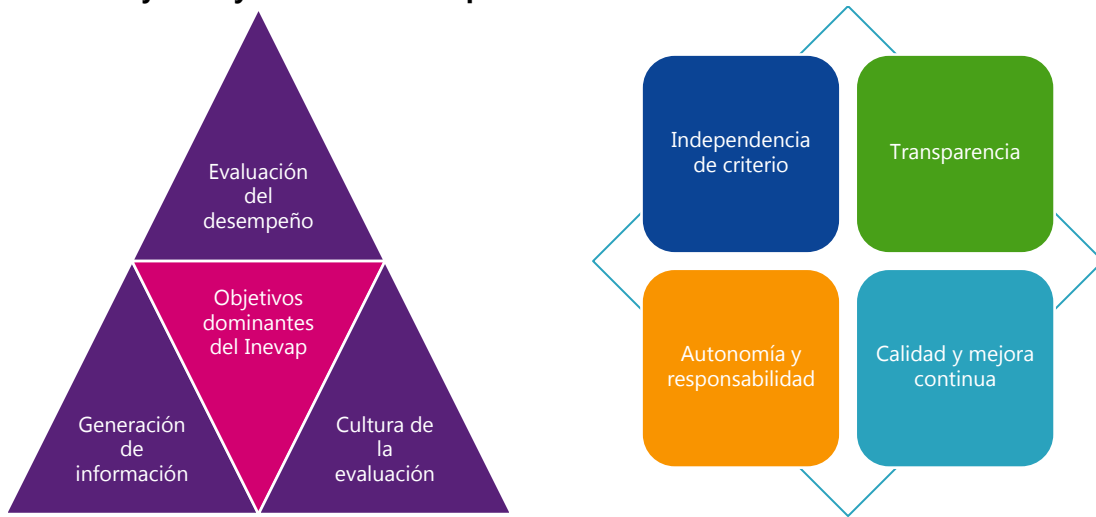 Evaluación
del
desempeño
Objetivos
dominantes
del Inevap
Generación
de
información
Cultura de
la
evaluación
Independencia
de criterio
Transparencia
Autonomía y
responsabilidad
Calidad y mejora
continua